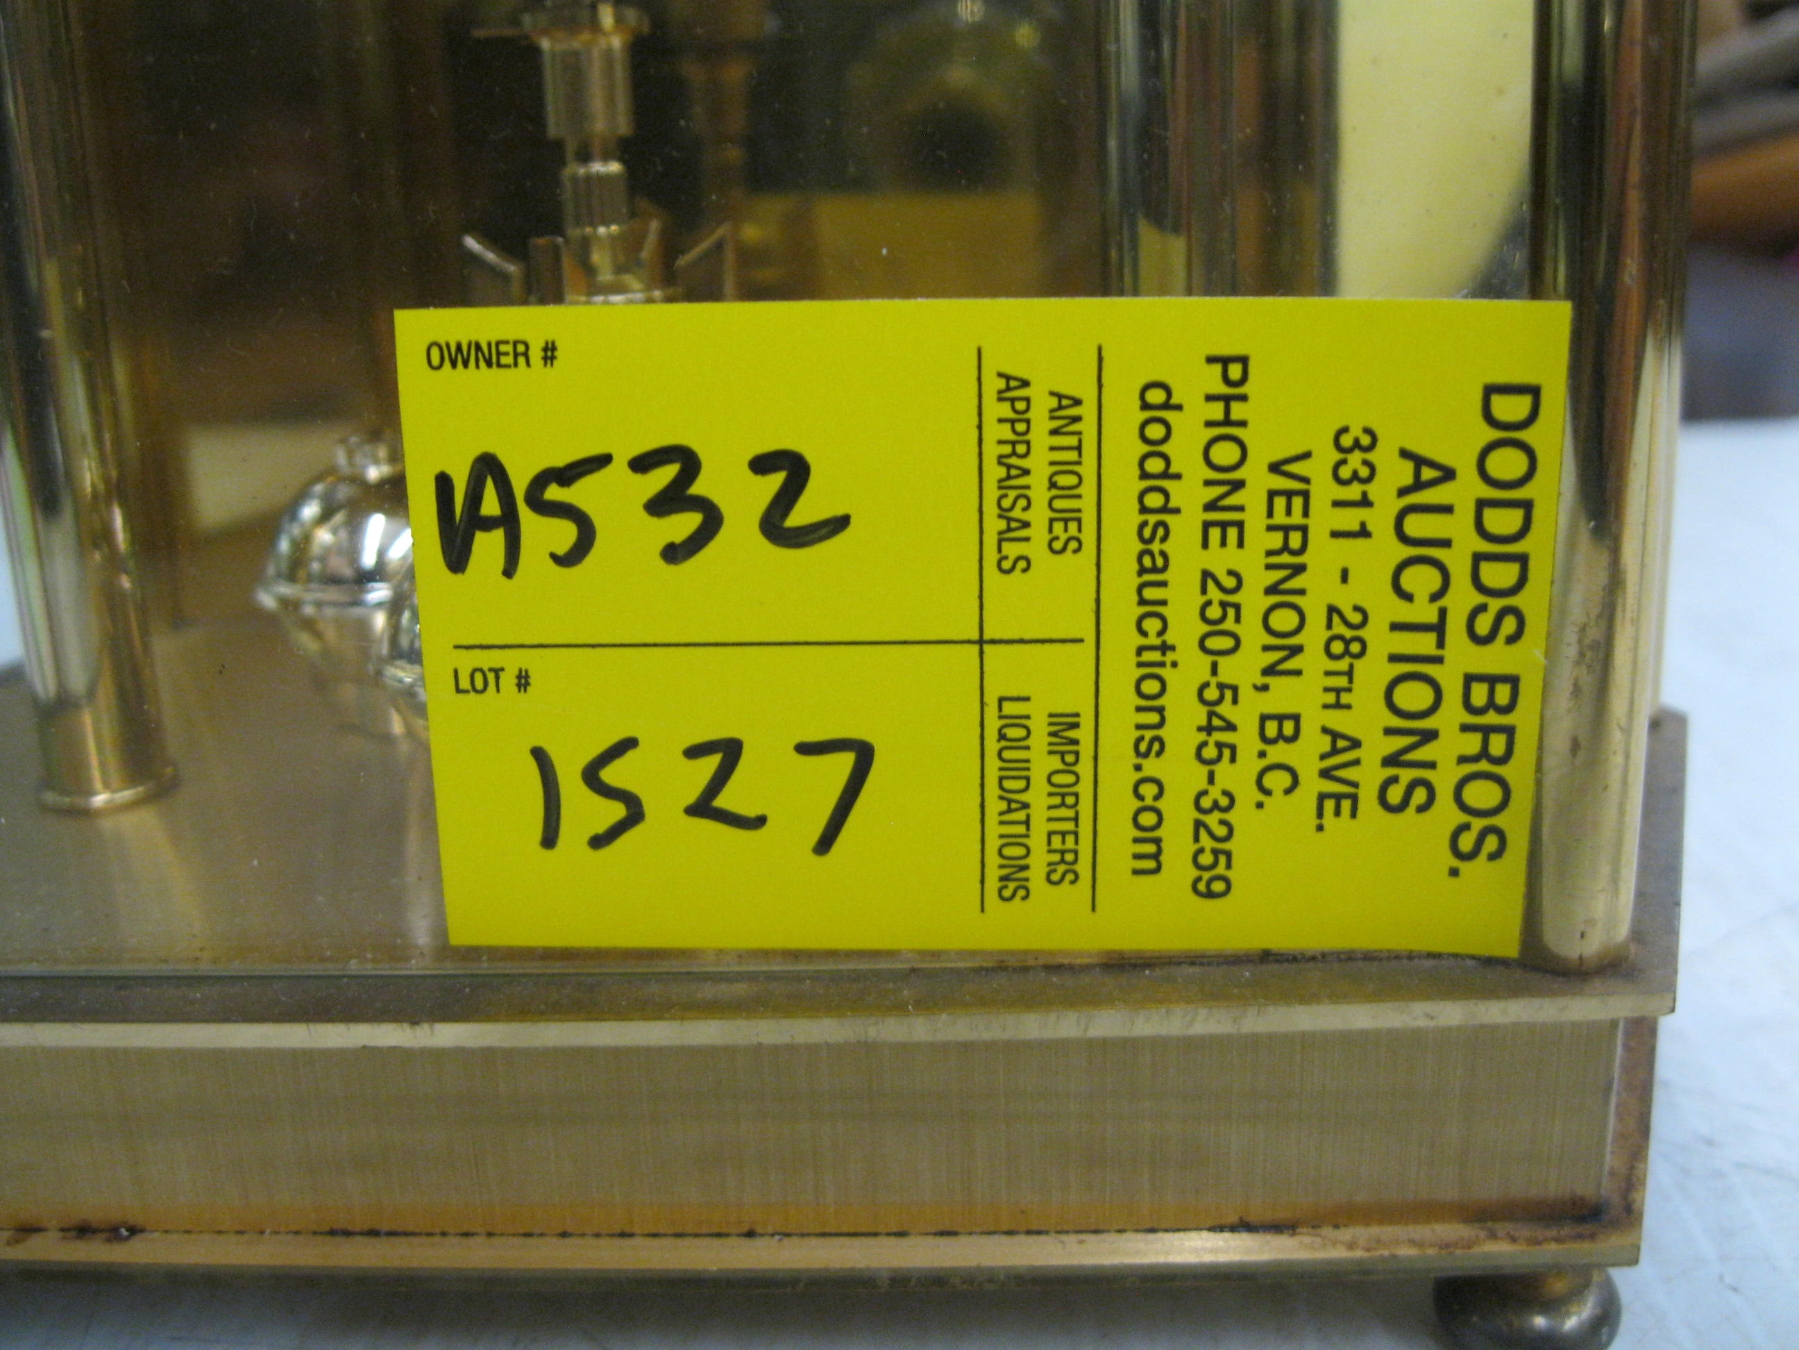 OWNER #
A532
LOT #
1527
ANTIQUES
APPRAISALS
IMPORTERS
LIQUIDATIONS
DODDS BROS.
AUCTIONS
3311 - 28TH AVE.
VERNON, B.C.
PHONE 250-545-3259
doddsauctions.com